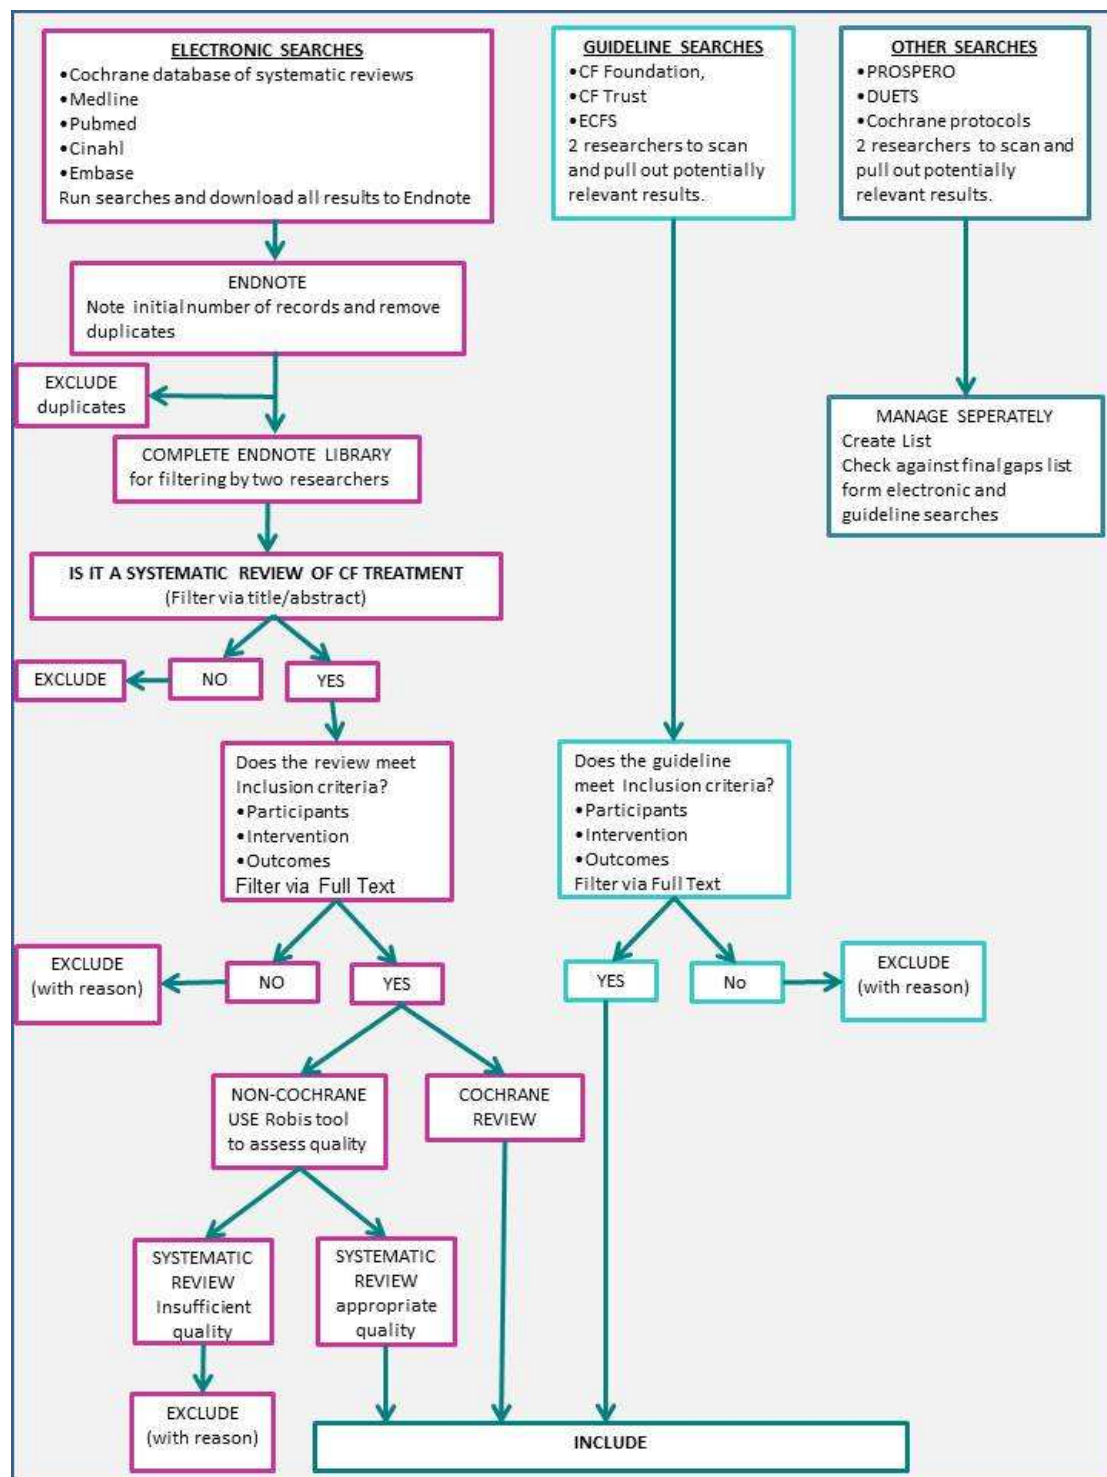 ELECTRONIC SEARCHES
•Cochrane database of systematic reviews
•Medline
•Pubmed
•Cinahl
•Embase
Run searches and download all results to Endnote
GUIDELINE SEARCHES
•CF Foundation,
•CF Trust
•ECFS
2 researchers to scan
and pull out potentially
relevant results.
OTHER SEARCHES
•PROSPERO
•DUETS
•Cochrane protocols
2 researchers to scan and
pull out potentially
relevant results.
ENDNOTE
Note initial number of records and remove
duplicates
EXCLUDE
duplicates
COMPLETE ENDNOTE LIBRARY
for filtering by two researchers
MANAGE SEPERATELY
Create List
Check against final gaps list
form electronic and
guideline searches
IS IT A SYSTEMATIC REVIEW OF CF TREATMENT
(Filter via title/abstract)
EXCLUDE
NO
YES
Does the review meet
Inclusion criteria?
•Participants
•Intervention
•Outcomes
Filter via Full Text
Does the guideline
meet Inclusion criteria?
•Participants
•Intervention
•Outcomes
Filter via Full Text
EXCLUDE
(with reason)
NO
YES
YES
No
EXCLUDE
(with reason)
NON-COCHRANE
USE Robis tool
to assess quality
COCHRANE
REVIEW
SYSTEMATIC
REVIEW
Insufficient
quality
SYSTEMATIC
REVIEW
appropriate
quality
EXCLUDE
(with reason)
INCLUDE